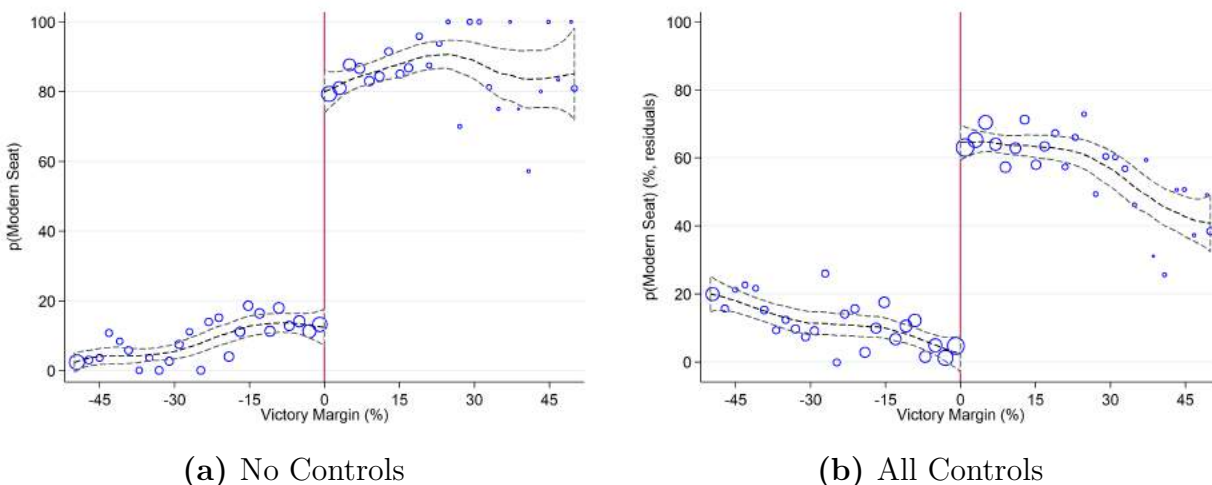 p(Modern Seat)
100
80
60
40
20
0
-45 -30 -15 0 15 30 45
Victory Margin (%)
(a) No Controls
p(Modern Seat) (%, residuals)
100
80
60
40
20
0
-45 -30 -15 0 15 30 45
Victory Margin (%)
(b) All Controls